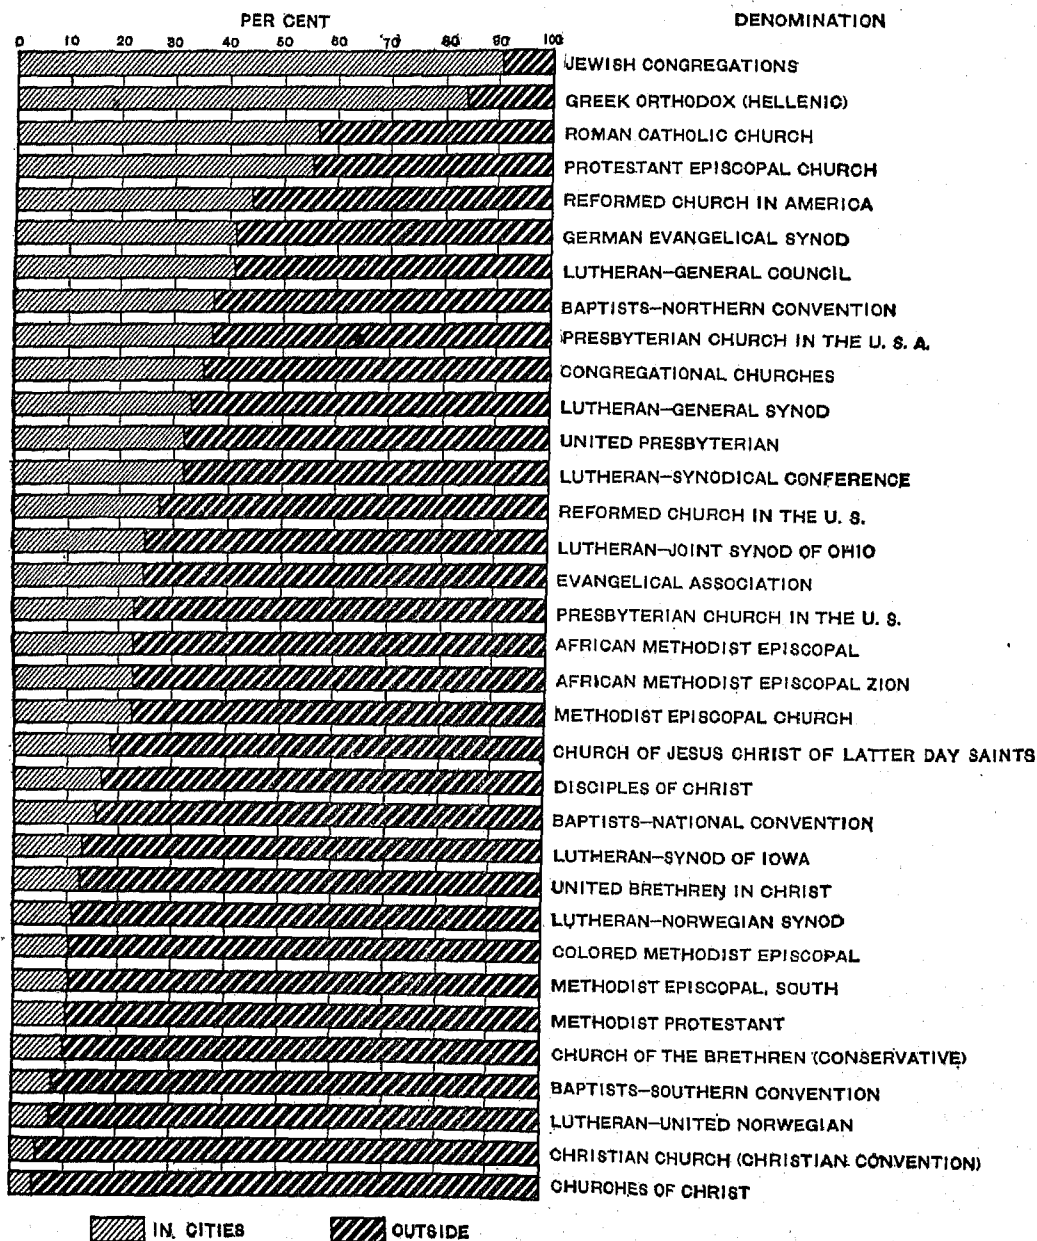 PER CENT
DENOMINATION
0 10 20 30 40 50 60 70 80 90 100
JEWISH CONGREGATIONS
GREEK ORTHODOX (HELLENIC)
ROMAN CATHOLIC CHURCH
PROTESTANT EPISCOPAL CHURCH
REFORMED CHURCH IN AMERICA
GERMAN EVANGELICAL SYNOD
LUTHERAN–GENERAL COUNCIL
BAPTISTS–NORTHERN CONVENTION
PRESBYTERIAN CHURCH IN THE U. S. A.
CONGREGATIONAL CHURCHES
LUTHERAN–GENERAL SYNOD
UNITED PRESBYTERIAN
LUTHERAN–SYNODICAL CONFERENCE
REFORMED CHURCH IN THE U. S.
LUTHERAN–JOINT SYNOD OF OHIO
EVANGELICAL ASSOCIATION
PRESBYTERIAN CHURCH IN THE U. S.
AFRICAN METHODIST EPISCOPAL
AFRICAN METHODIST EPISCOPAL ZION
METHODIST EPISCOPAL CHURCH
CHURCH OF JESUS CHRIST OF LATTER DAY SAINTS
DISCIPLES OF CHRIST
BAPTISTS–NATIONAL CONVENTION
LUTHERAN–SYNOD OF IOWA
UNITED BRETHREN IN CHRIST
LUTHERAN–NORWEGIAN SYNOD
COLORED METHODIST EPISCOPAL
METHODIST EPISCOPAL, SOUTH
METHODIST PROTESTANT
CHURCH OF THE BRETHREN (CONSERVATIVE)
BAPTISTS–SOUTHERN CONVENTION
LUTHERAN–UNITED NORWEGIAN
CHRISTIAN CHURCH (CHRISTIAN CONVENTION)
CHURCHES OF CHRIST
IN CITIES
OUTSIDE